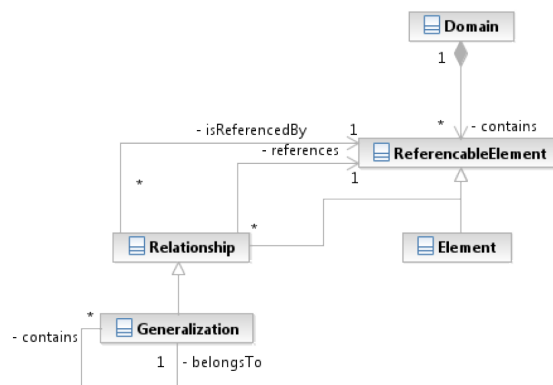 Domain
1
* - contains
- isReferencedBy 1
- references
ReferencableElement
1
*
*
Relationship
Element
*
Generalization
- contains
1 - belongsTo